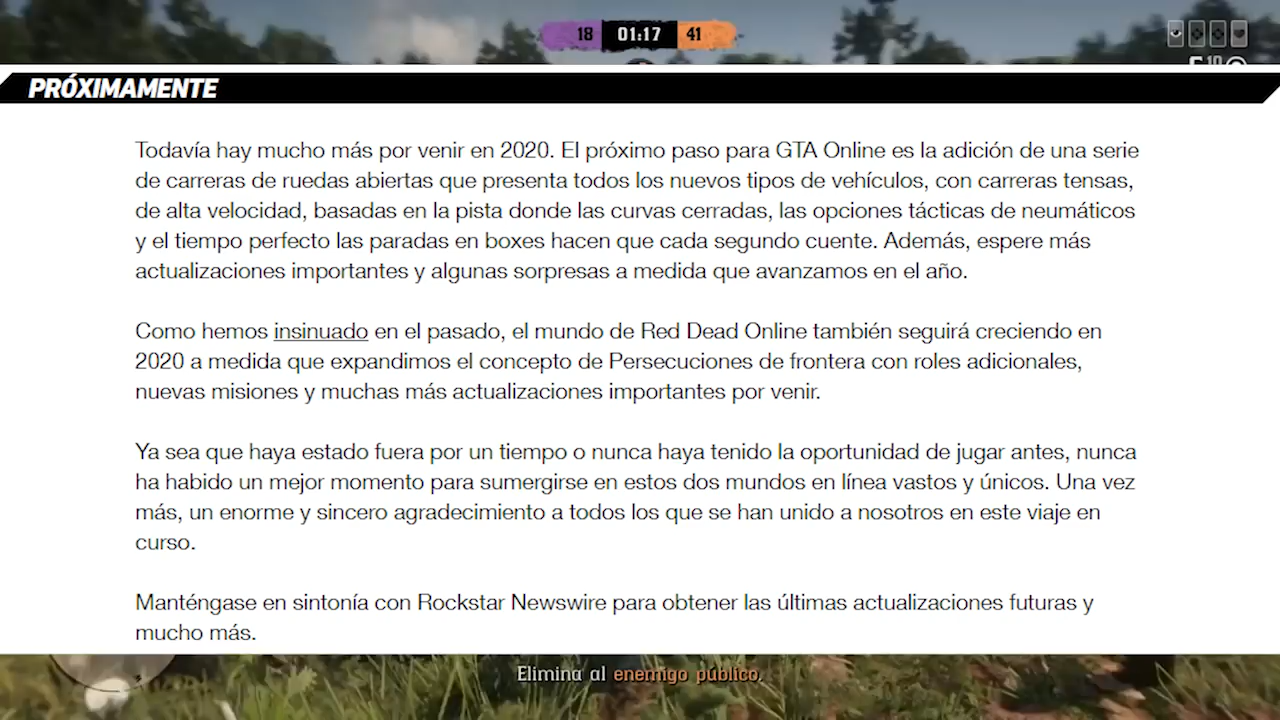 18 01:17 41
PRÓXIMAMENTE
Todavía hay mucho más por venir en 2020. El próximo paso para GTA Online es la adición de una serie
de carreras de ruedas abiertas que presenta todos los nuevos tipos de vehículos, con carreras tensas,
de alta velocidad, basadas en la pista donde las curvas cerradas, las opciones tácticas de neumáticos
y el tiempo perfecto las paradas en boxes hacen que cada segundo cuente. Además, espere más
actualizaciones importantes y algunas sorpresas a medida que avanzamos en el año.
Como hemos insinuado en el pasado, el mundo de Red Dead Online también seguirá creciendo en
2020 a medida que expandimos el concepto de Persecuciones de frontera con roles adicionales,
nuevas misiones y muchas más actualizaciones importantes por venir.
Ya sea que haya estado fuera por un tiempo o nunca haya tenido la oportunidad de jugar antes, nunca
ha habido un mejor momento para sumergirse en estos dos mundos en línea vastos y únicos. Una vez
más, un enorme y sincero agradecimiento a todos los que se han unido a nosotros en este viaje en
curso.
Manténgase en sintonía con Rockstar Newswire para obtener las últimas actualizaciones futuras y
mucho más.
Elimina al enemigo público.